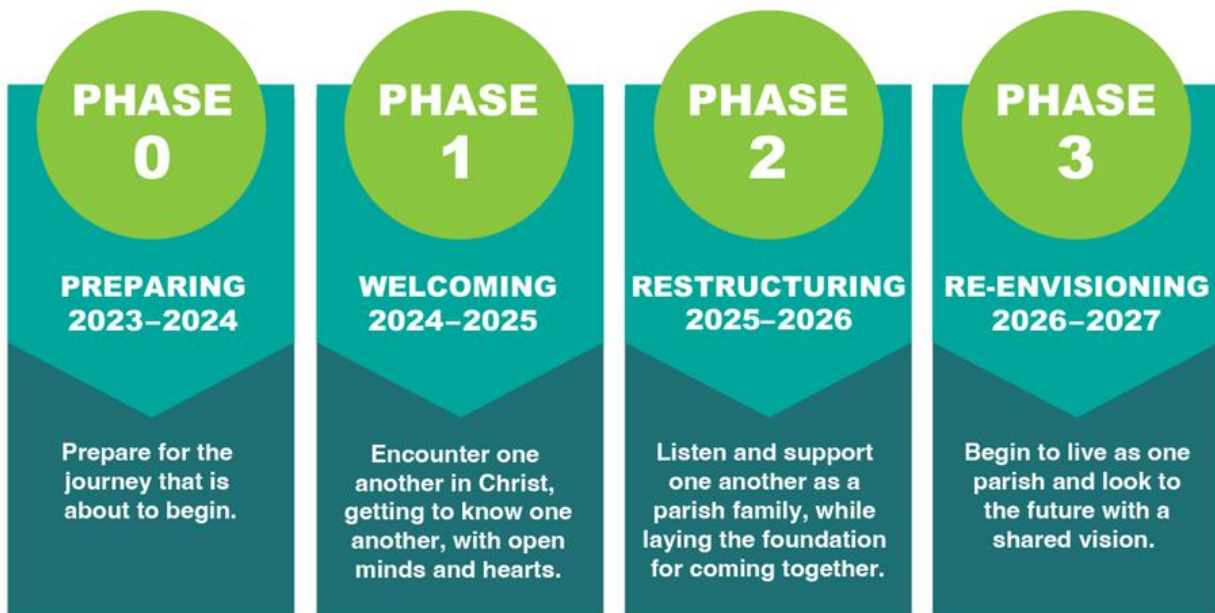 PHASE
0
PREPARING
2023–2024
Prepare for the
journey that is
about to begin.
PHASE
1
WELCOMING
2024–2025
Encounter one
another in Christ,
getting to know one
another, with open
minds and hearts.
PHASE
2
RESTRUCTURING
2025–2026
Listen and support
one another as a
parish family, while
laying the foundation
for coming together.
PHASE
3
RE-ENVISIONING
2026–2027
Begin to live as one
parish and look to
the future with a
shared vision.